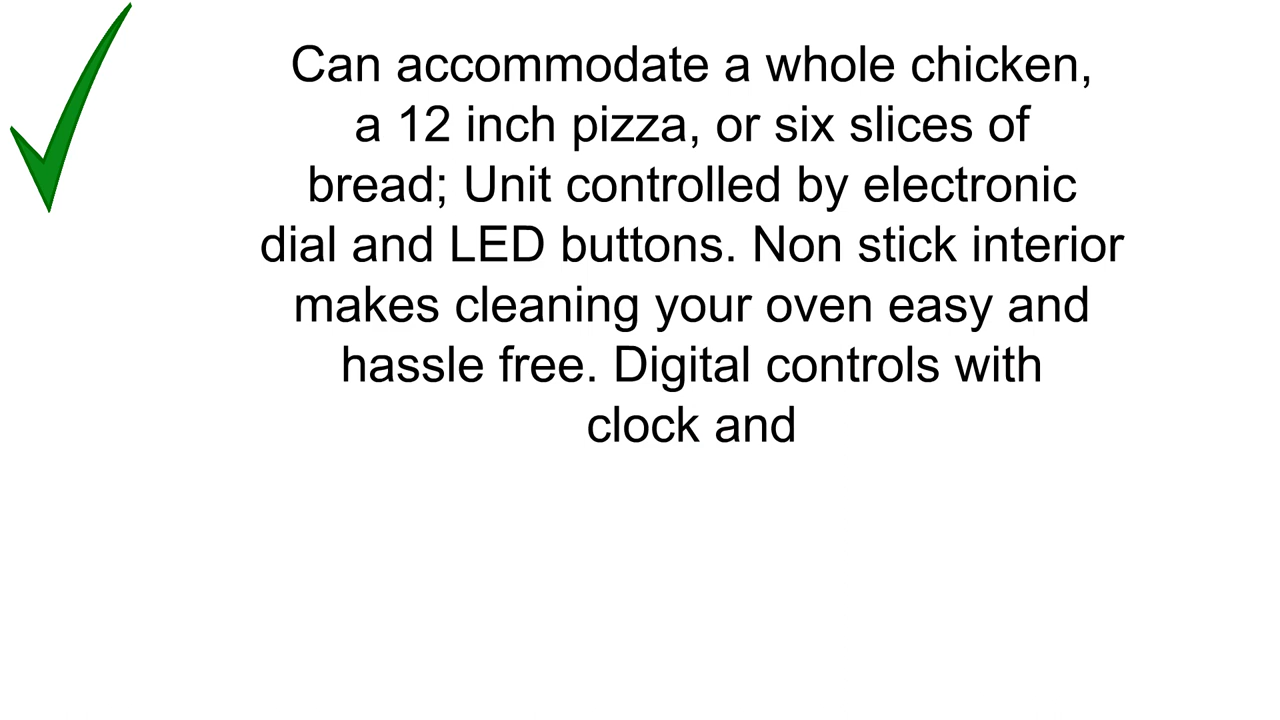 Can accommodate a whole chicken,
a 12 inch pizza, or six slices of
bread; Unit controlled by electronic
dial and LED buttons. Non stick interior
makes cleaning your oven easy and
hassle free. Digital controls with
clock and